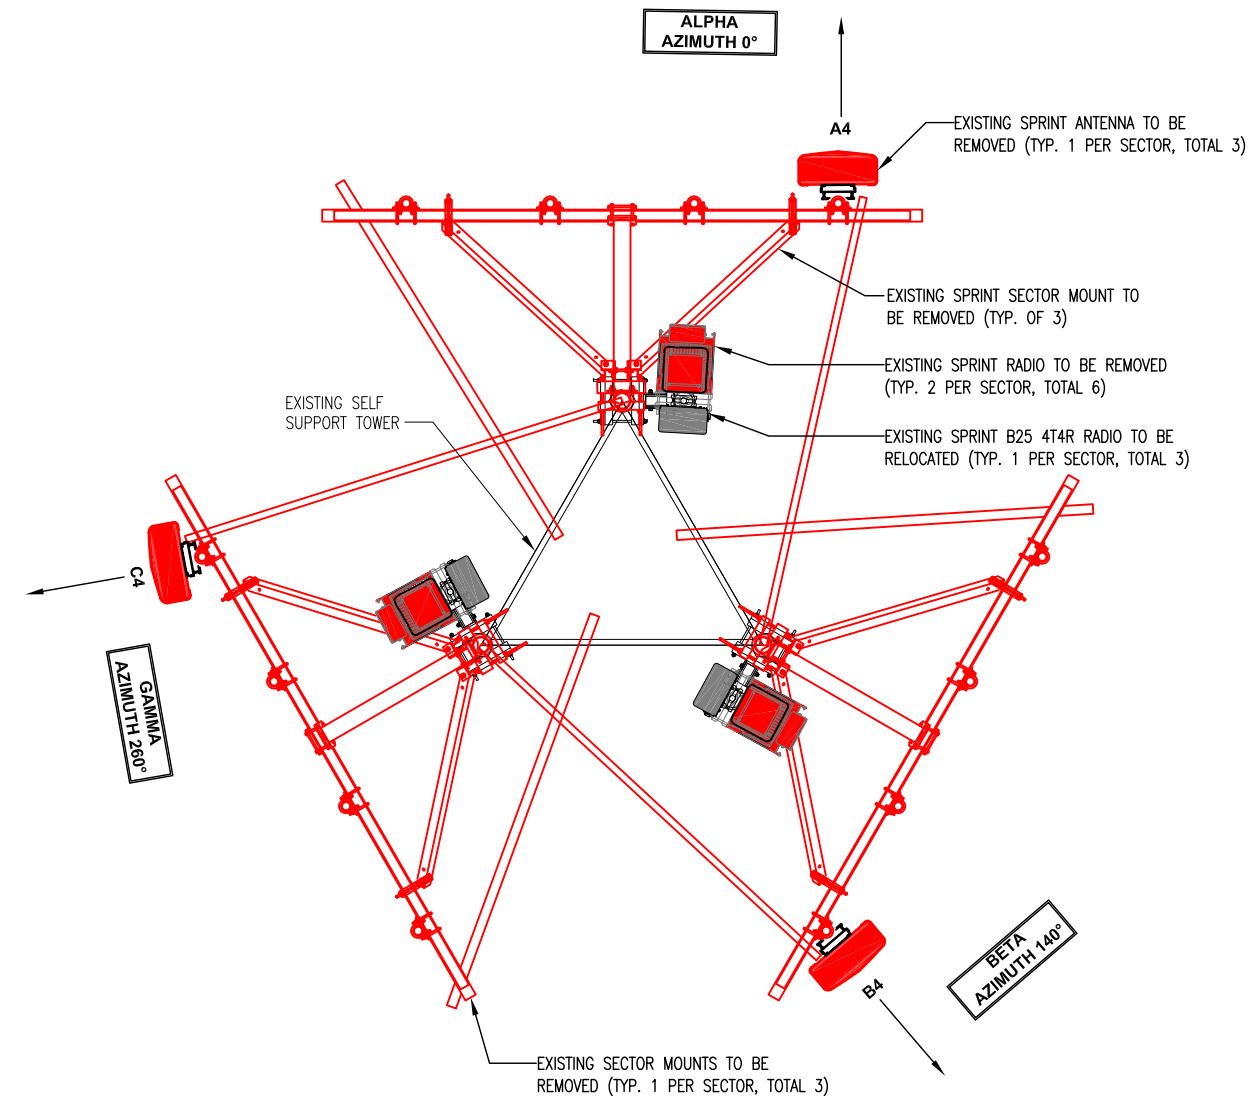 ALPHA
AZIMUTH 0°
A4
EXISTING SPRINT ANTENNA TO BE
REMOVED (TYP. 1 PER SECTOR, TOTAL 3)
EXISTING SPRINT SECTOR MOUNT TO
BE REMOVED (TYP. OF 3)
EXISTING SPRINT RADIO TO BE REMOVED
(TYP. 2 PER SECTOR, TOTAL 6)
EXISTING SELF
SUPPORT TOWER
EXISTING SPRINT B25 4T4R RADIO TO BE
RELOCATED (TYP. 1 PER SECTOR, TOTAL 3)
C4
GAMMA
AZIMUTH 260°
BETA
AZIMUTH 140°
B4
EXISTING SECTOR MOUNTS TO BE
REMOVED (TYP. 1 PER SECTOR, TOTAL 3)